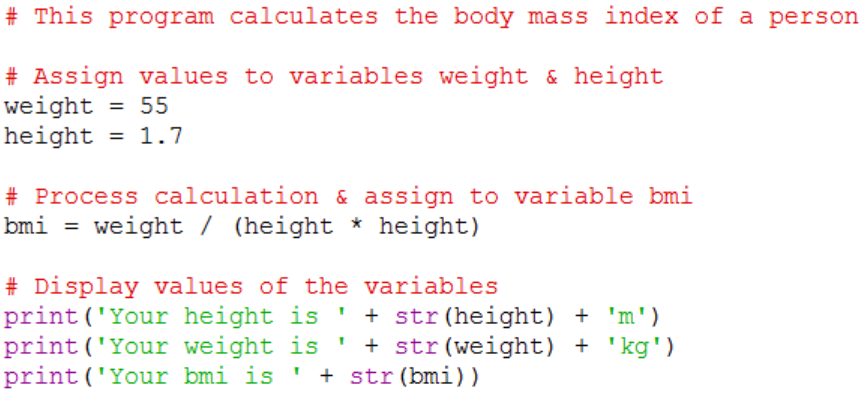 # This program calculates the body mass index of a person
# Assign values to variables weight & height
weight = 55
height = 1.7
# Process calculation & assign to variable bmi
bmi = weight / (height * height)
# Display values of the variables
print('Your height is ' + str(height) + 'm')
print('Your weight is ' + str(weight) + 'kg')
print('Your bmi is ' + str(bmi))